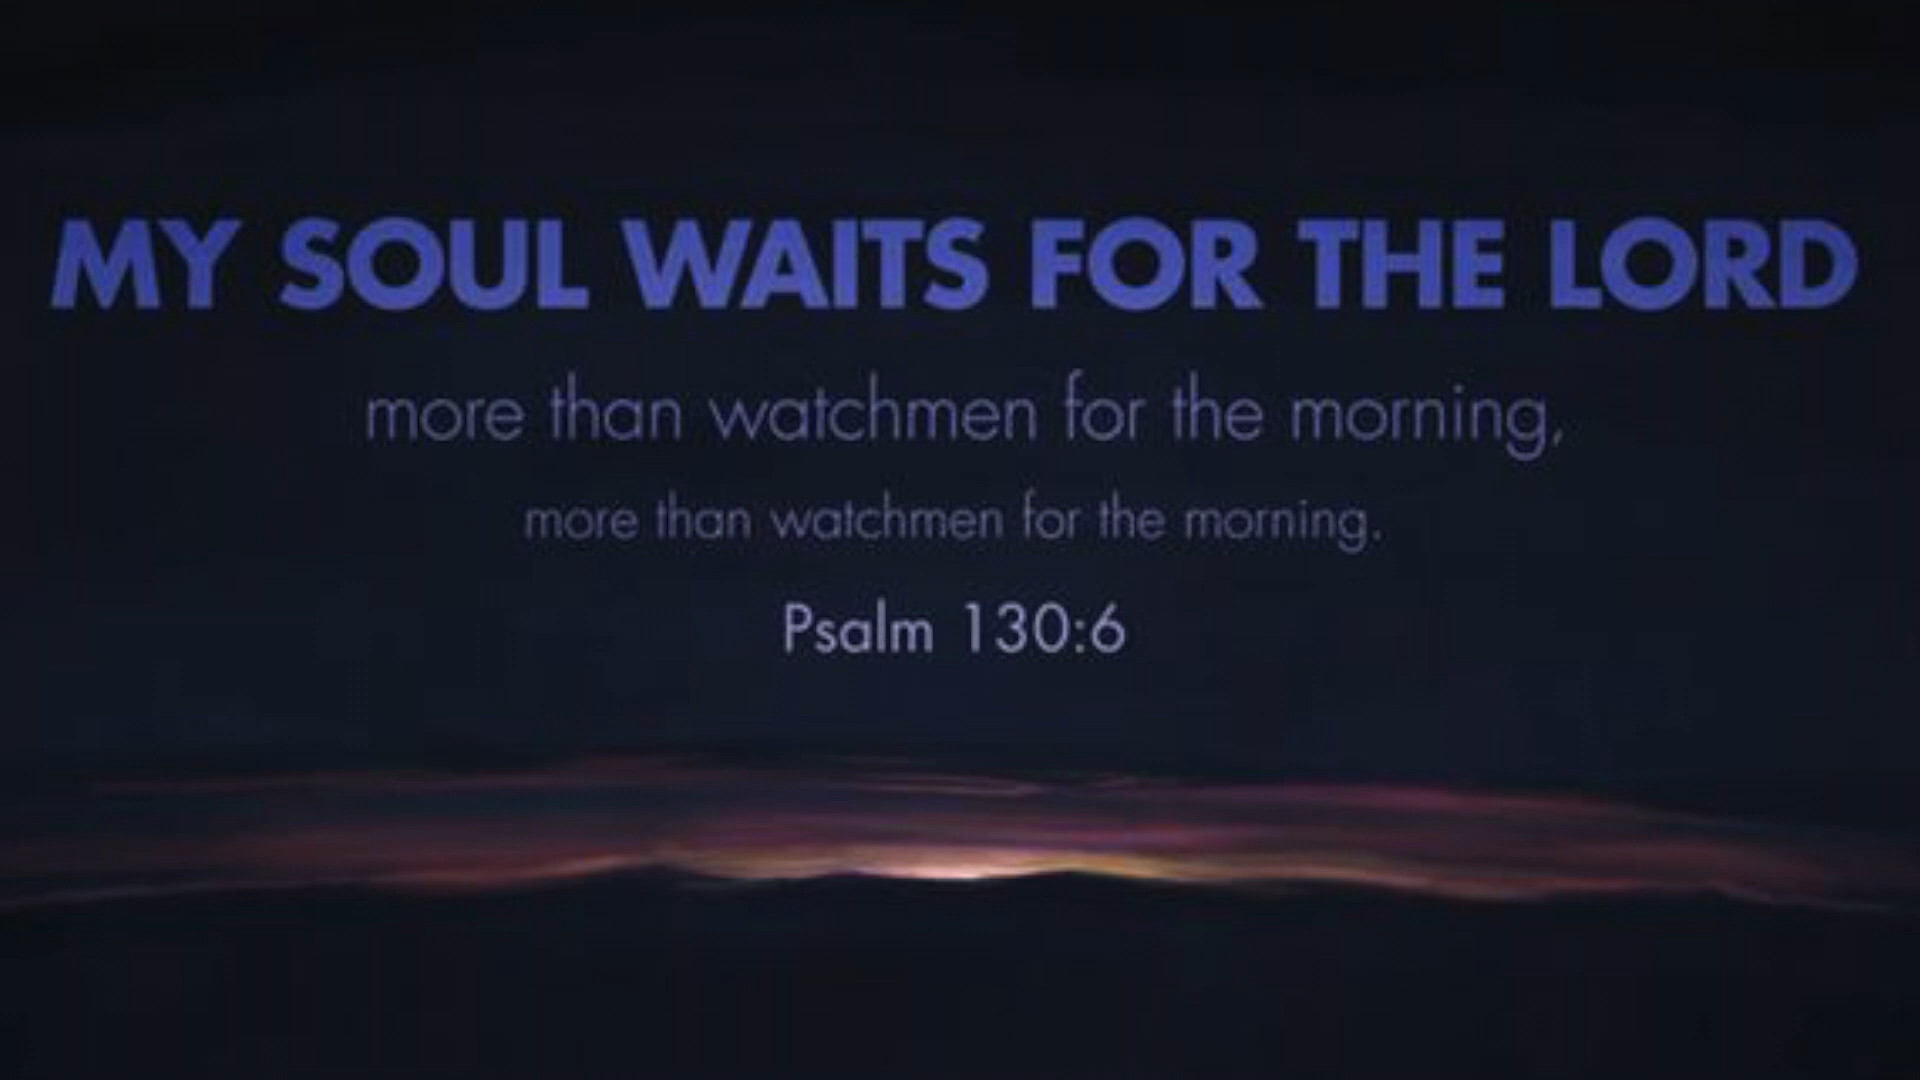 MY SOUL WAITS FOR THE LORD
more than watchmen for the morning,
more than watchmen for the morning.
Psalm 130:6